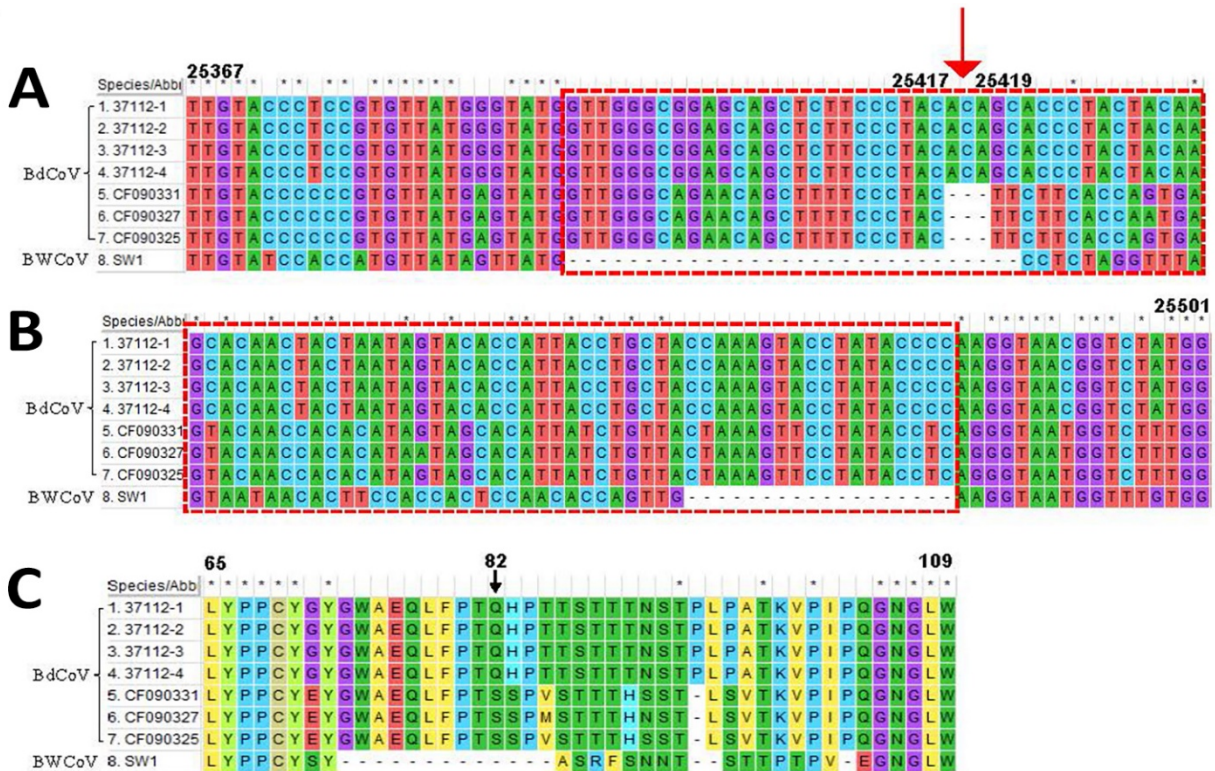 A
25367 25417 25419
Species/Abbr
1. 37112-1 TTGTACCCTCCGTGTTATGGGTATGGTTGGGCGGAGCAGCTCTTCCCTACACAGCACCCTACTACAA
2. 37112-2 TTGTACCCTCCGTGTTATGGGTATGGTTGGGCGGAGCAGCTCTTCCCTACACAGCACCCTACTACAA
3. 37112-3 TTGTACCCTCCGTGTTATGGGTATGGTTGGGCGGAGCAGCTCTTCCCTACACAGCACCCTACTACAA
4. 37112-4 TTGTACCCTCCGTGTTATGGGTATGGTTGGGCGGAGCAGCTCTTCCCTACACAGCACCCTACTACAA
BdCoV
5. CF090331 TTGTACCCCCCGTGTTATGAGTATGGTTGGGCAGAACAGCTTTTCCCTAC---TTCTTCACCAGTGA
6. CF090327 TTGTACCCCCCGTGTTATGAGTATGGTTGGGCAGAACAGCTTTTCCCTAC---TTCTTCACCAATGA
7. CF090325 TTGTACCCCCCGTGTTATGAGTATGGTTGGGCAGAACAGCTTTTCCCTAC---TTCTTCACCAGTGA
BWCoV 8. SW1 TTGTATCCACCATGTTATAGTTATG------------------------------CCTCTAGGTTTA
B
25501
Species/Abbr
1. 37112-1 GCACAACTACTAATAGTACACCATTACCTGCTACCAAAGTACCTATACCCCAAGGTAACGGTCTATGG
2. 37112-2 GCACAACTACTAATAGTACACCATTACCTGCTACCAAAGTACCTATACCCCAAGGTAACGGTCTATGG
3. 37112-3 GCACAACTACTAATAGTACACCATTACCTGCTACCAAAGTACCTATACCCCAAGGTAACGGTCTATGG
BdCoV 4. 37112-4 GCACAACTACTAATAGTACACCATTACCTGCTACCAAAGTACCTATACCCCAAGGTAACGGTCTATGG
5. CF090331 GTACAACCACACATAGTAGCACATTATCTGTTACTAAAGTTCCTATACCTCAGGGTAATGGTCTTTGG
6. CF090327 GTACAACCACACATAATAGCACATTATCTGTTACTAAAGTTCCTATACCTCAGGGTAATGGTCTTTGG
7. CF090325 GTACAACCACACATAGTAGCACATTATCTGTTACTAAAGTTCCTATACCTCAGGGTAATGGTCTTTGG
BWCoV 8. SW1 GTAATAACACTTCCACCACTCCAACACCAGTTG------------------AAGGTAATGGTTTGTGG
C
65 82 109
Species/Abb
1. 37112-1 LYPPCYGYGWAEQLFPTQHPTTSTTTNSTPLPATKVPIPQGNGLW
2. 37112-2 LYPPCYGYGWAEQLFPTQHPTTSTTTNSTPLPATKVPIPQGNGLW
3. 37112-3 LYPPCYGYGWAEQLFPTQHPTTSTTTNSTPLPATKVPIPQGNGLW
BdCoV 4. 37112-4 LYPPCYGYGWAEQLFPTQHPTTSTTTNSTPLPATKVPIPQGNGLW
5. CF090331 LYPPCYEYGWAEQLFPTSSPVSTTTHSST-LSVTKVPIPQGNGLW
6. CF090327 LYPPCYEYGWAEQLFPTSSPMSTTTHNST-LSVTKVPIPQGNGLW
7. CF090325 LYPPCYEYGWAEQLFPTSSPVSTTTHSST-LSVTKVPIPQGNGLW
BWCoV 8. SW1 LYPPCYSY-------------ASRFSNNT--STTPTPV-EGNGLW